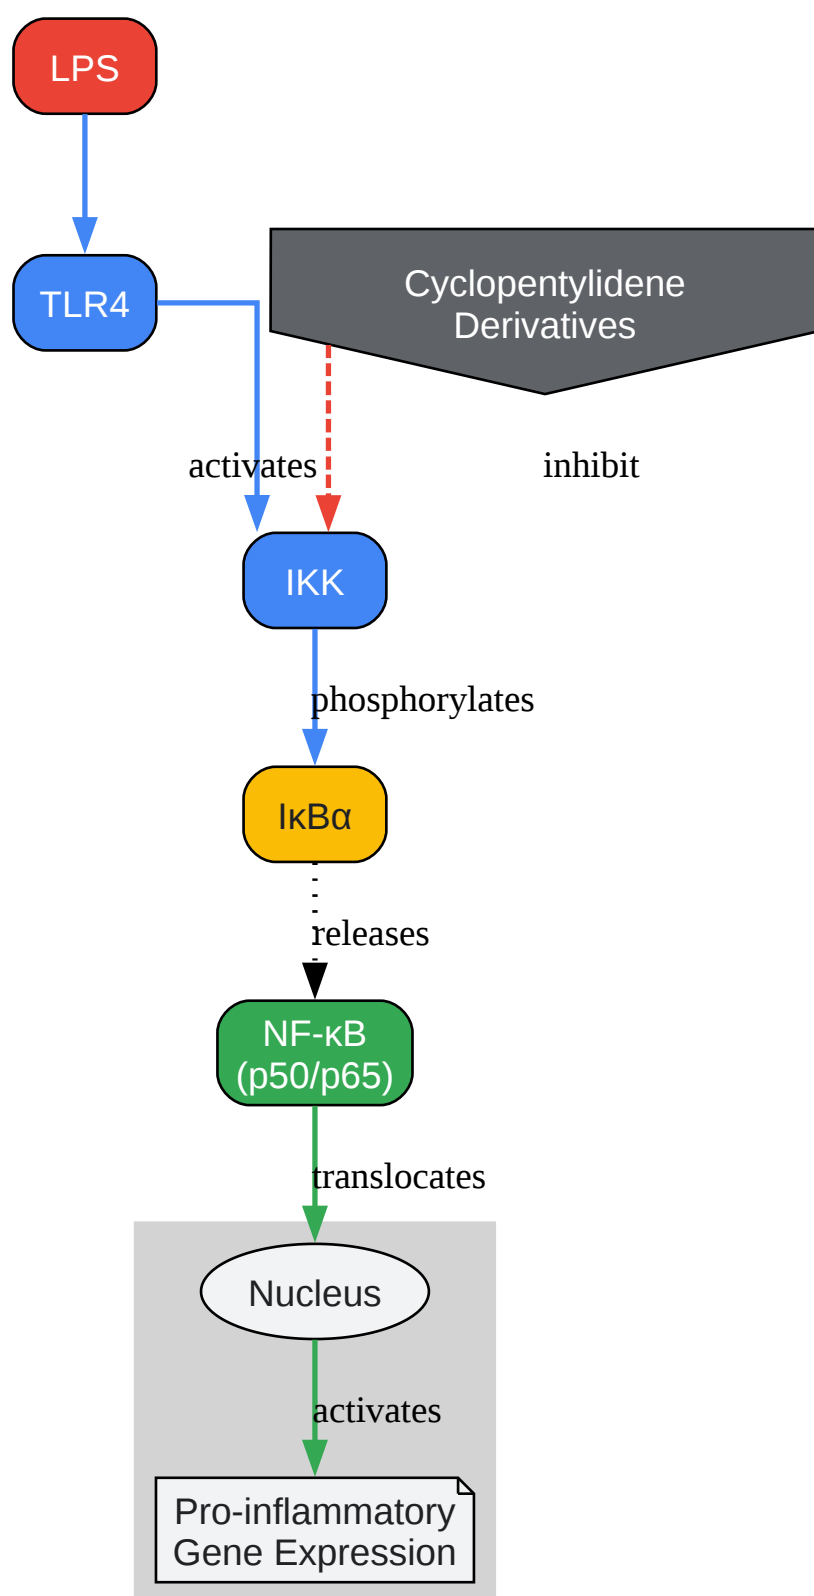 LPS
TLR4
Cyclopentylidene
Derivatives
activates
inhibit
IKK
phosphorylates
IκBα
releases
NF-κB
(p50/p65)
translocates
Nucleus
activates
Pro-inflammatory
Gene Expression